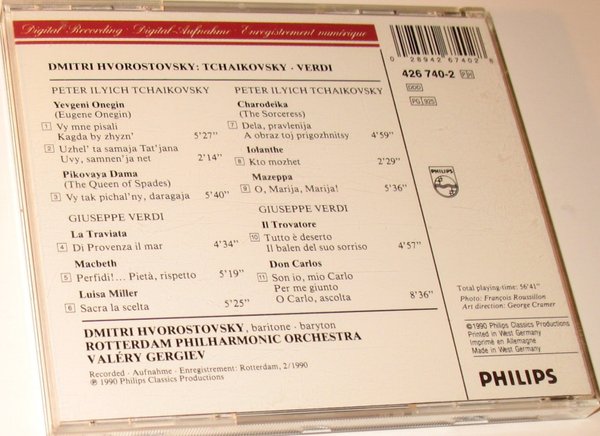 Digital Recording · Digital-Aufnahme · Enregistrement numérique
DMITRI HVOROSTOVSKY: TCHAIKOVSKY · VERDI
PETER ILYICH TCHAIKOVSKY
Yevgeni Onegin
(Eugene Onegin)
1 Vy mne pisali
Kagda by zhyzn' 5'27"
2 Uzhel' ta samaja Tat'jana
Uvy, samnen'ja net 2'14"
Pikovaya Dama
(The Queen of Spades)
3 Vy tak pichal'ny, daragaja 5'40"
GIUSEPPE VERDI
La Traviata
4 Di Provenza il mar 4'34"
Macbeth
5 Perfidi!... Pietà, rispetto 5'19"
Luisa Miller
6 Sacra la scelta 5'25"
PETER ILYICH TCHAIKOVSKY
Charodeika
(The Sorceress)
7 Dela, pravlenija
A obraz toj prigozhnitsy 4'59"
Iolanthe
8 Kto mozhet 2'29"
Mazeppa
9 O, Marija, Marija! 5'36"
GIUSEPPE VERDI
Il Trovatore
10 Tutto è deserto
Il balen del suo sorriso 4'57"
Don Carlos
11 Son io, mio Carlo
Per me giunto
O Carlo, ascolta 8'36"
DMITRI HVOROSTOVSKY, baritone · baryton
ROTTERDAM PHILHARMONIC ORCHESTRA
VALÉRY GERGIEV
Recorded · Aufnahme · Enregistrement: Rotterdam, 2/1990
℗ 1990 Philips Classics Productions
0 28942 67402 8
426 740-2
DDD
PG 925
PHILIPS
Total playing-time: 56'41"
Photo: François Roussillon
Art direction: George Cramer
©1990 Philips Classics Productions
Printed in West Germany
Imprimé en Allemagne
Made in West Germany
PHILIPS